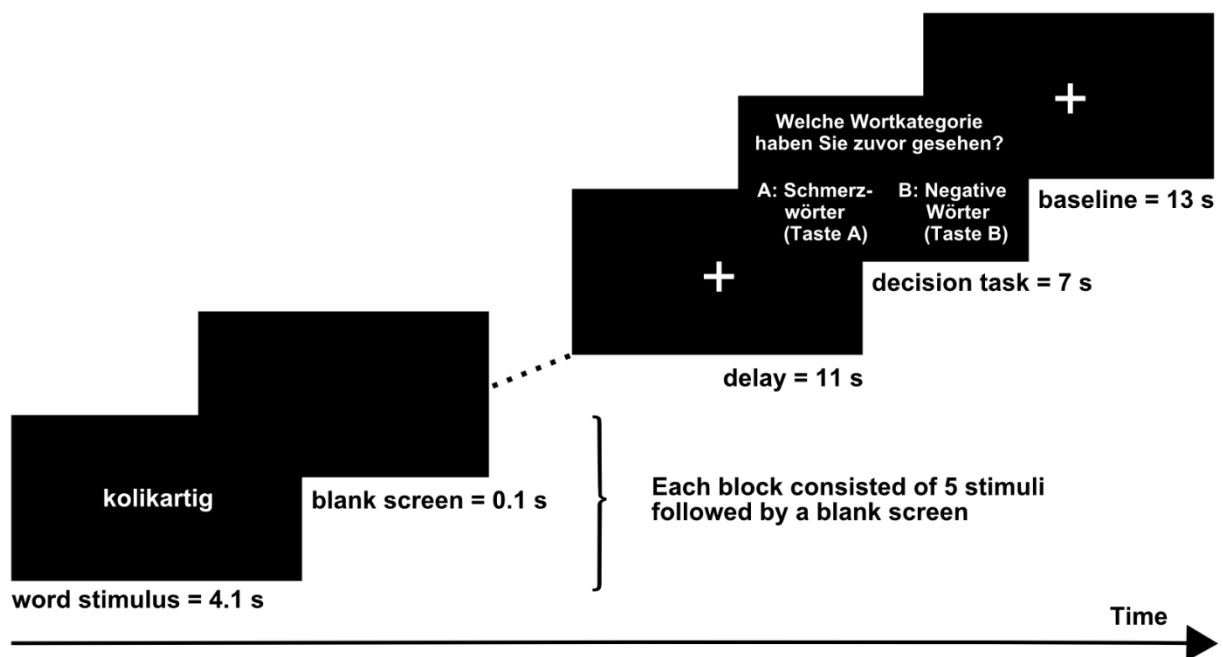 Welche Wortkategorie
haben Sie zuvor gesehen?
A: Schmerz-
wörter
(Taste A)
B: Negative
Wörter
(Taste B)
baseline = 13 s
decision task = 7 s
delay = 11 s
kolikartig
blank screen = 0.1 s
Each block consisted of 5 stimuli
followed by a blank screen
word stimulus = 4.1 s
Time